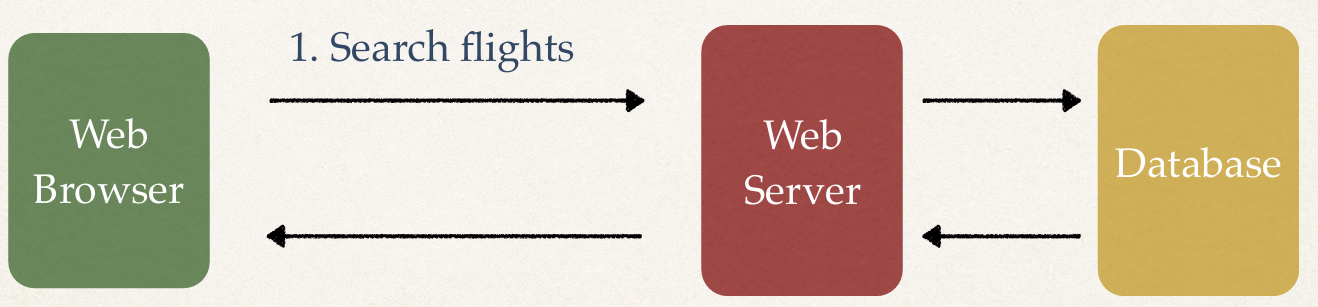 1. Search flights
Web
Browser
Web
Server
Database